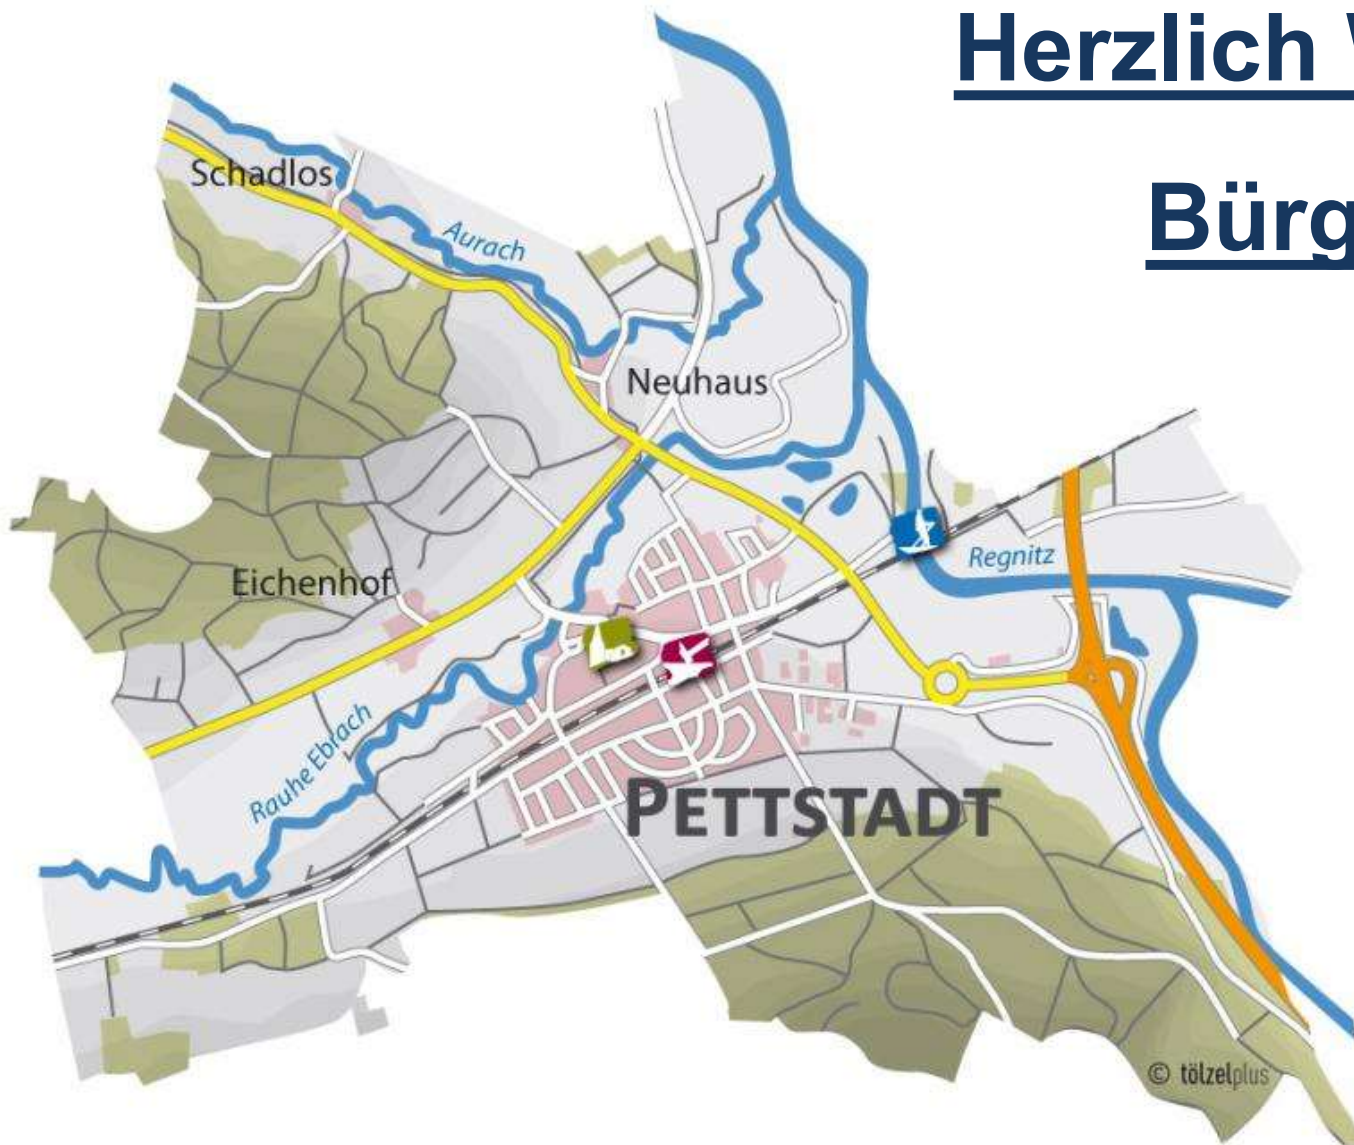 Herzlich
Bürg
Schadlos
Aurach
Neuhaus
Regnitz
Eichenhof
Rauhe Ebrach
PETTSTADT
© tölzelplus